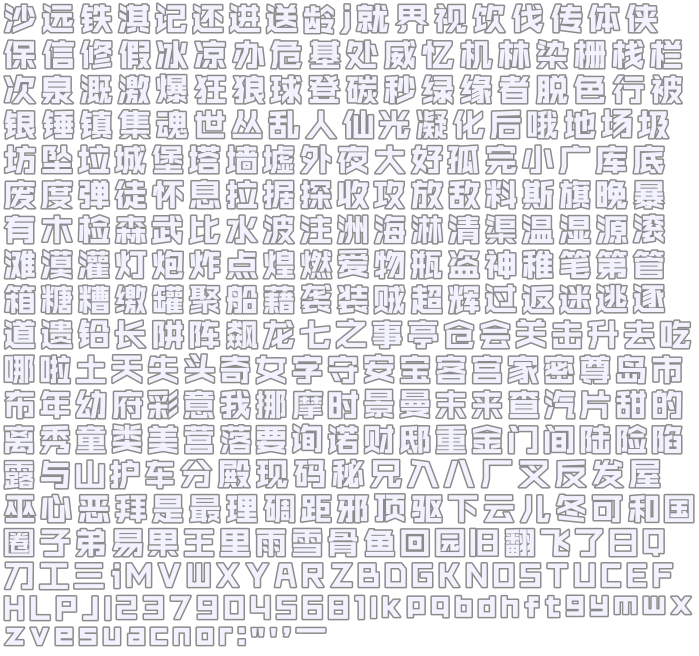 沙远铁淇记还进送龄j就界视饮伐传体侠
保信修假冰凉办危基处威忆机林染栅栈栏
次泉溉激爆狂狼球登碳秒绿缘者脱色行被
银锤镇集魂世丛乱人仙光凝化后哦地场圾
坊坠垃城堡塔墙墟外夜大好孤完小广库底
废度弹徒怀息拉据探收攻放敌料斯旗晚暴
有木检森武比水波注洲海淋清渠温湿源滚
滩漠灌灯炮炸点煌燃爱物瓶盗神稚笔第管
箱糖糟缴罐聚船藉袭装贼超辉过返迷逃逐
道遗铅长阱阵飙龙七之事亭仓会关击升去吃
哪啦土天失头奇女字守安宝客宫家密尊岛市
布年幼府彩意我挪摩时景曼末来查汽片甜的
离秀童类美营落要询诺财邸重金门间陆险陷
露与山护车分殿现码秘兄入八厂叉反发屋
巫心恶拜是最理碉距邪顶驱下云儿冬可和国
圈子弟易果王里雨雪骨鱼回园旧翻飞了日Q
刀工三iMVWXYARZBDGKNOSTUCEF
HLPJI2379045681lkpqbdhftgymwx
zvesuacnor:"''一